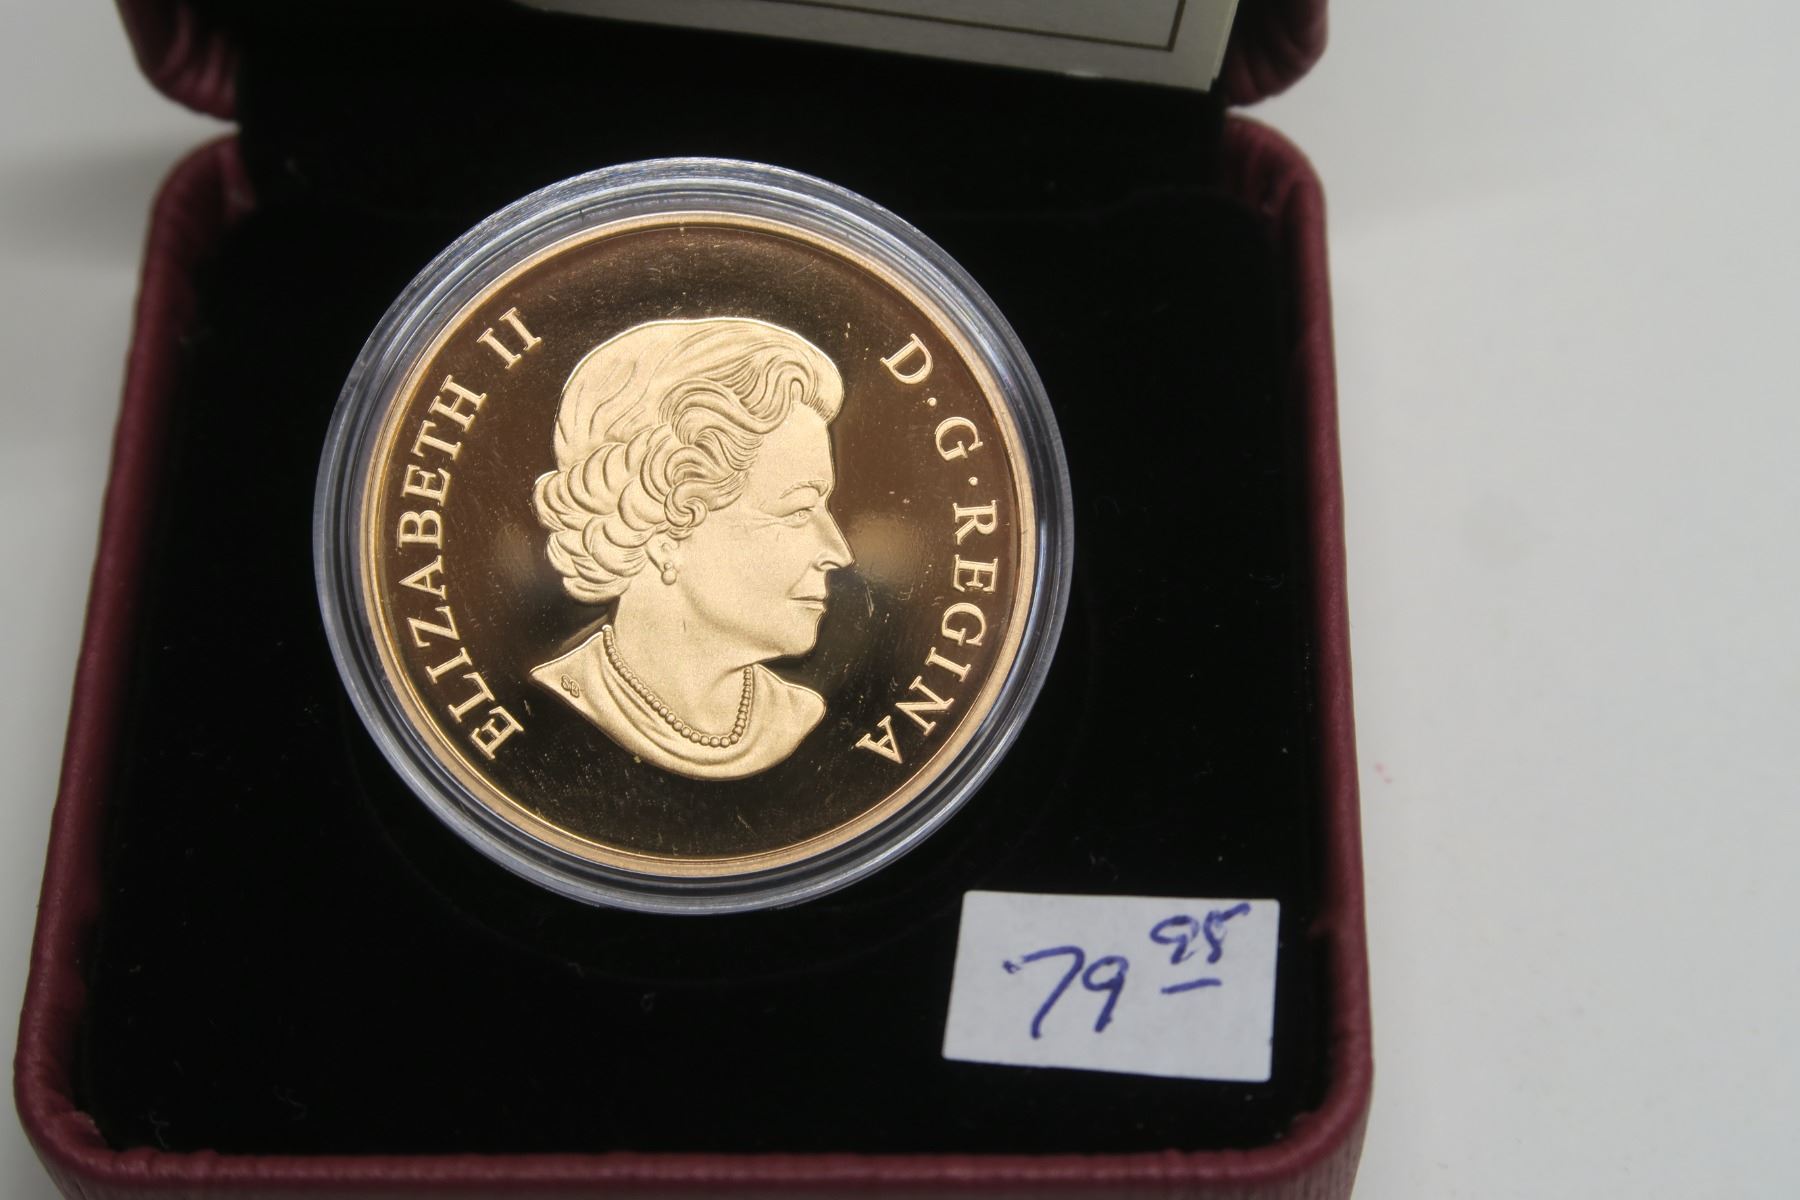 ELIZABETH II D·G·REGINA
SB
79 95